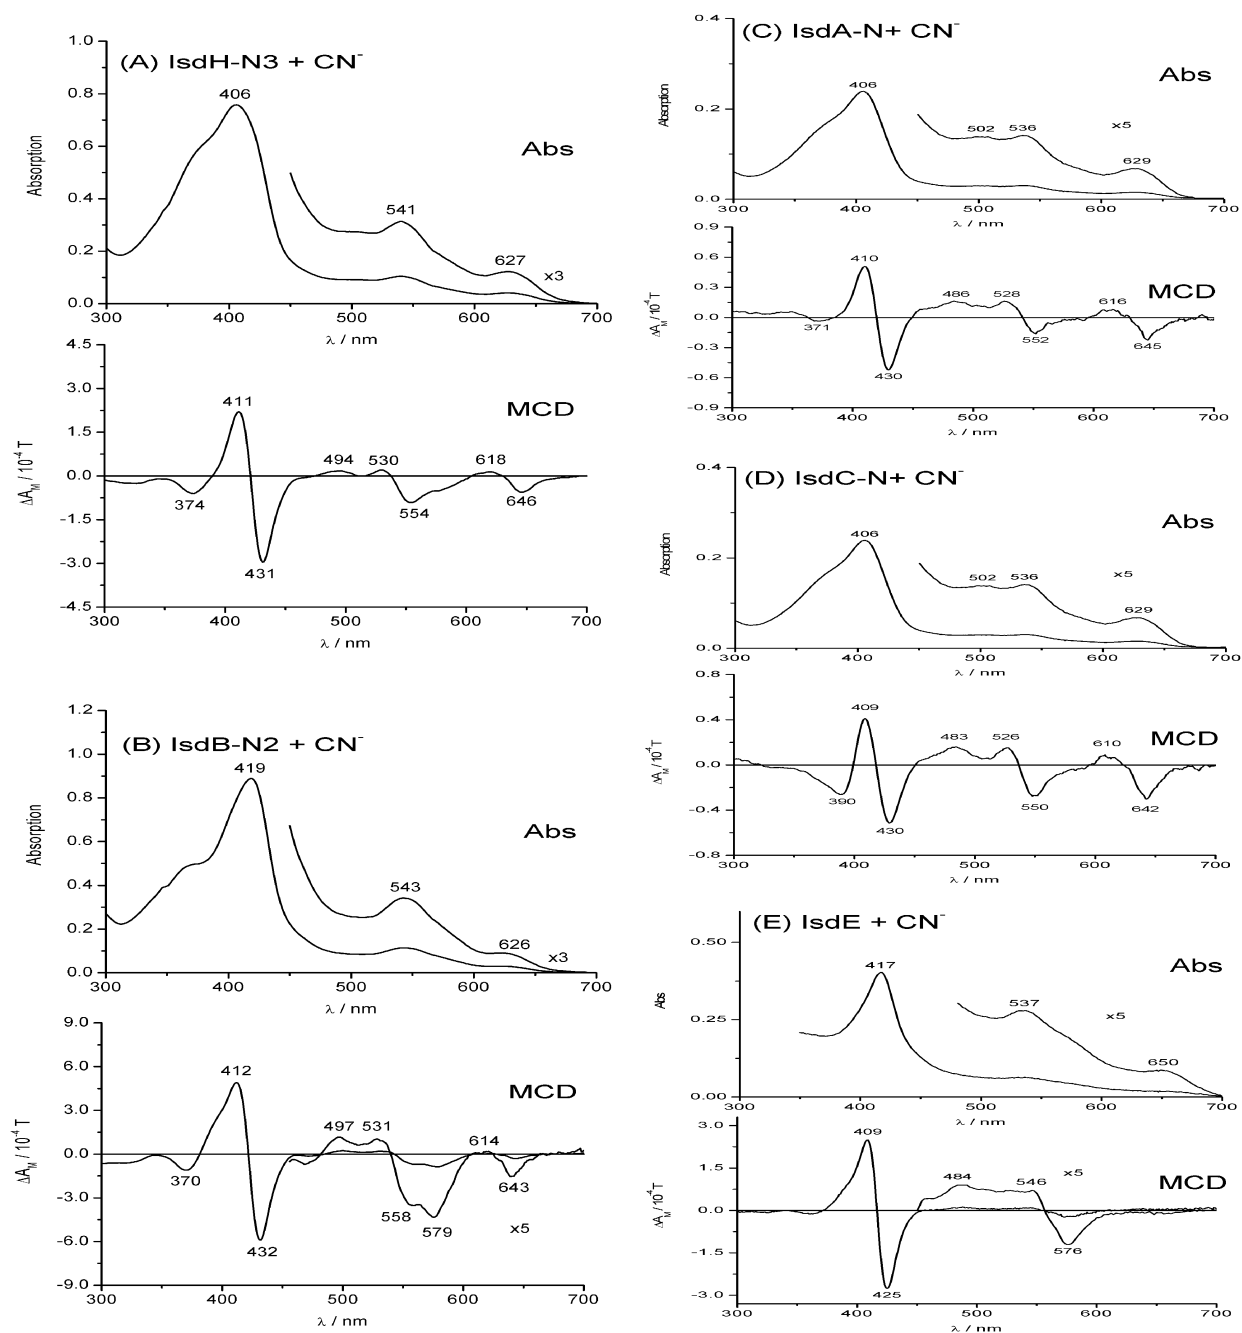 (A) IsdH-N3 + CN-
Abs
Absorption
1.0
0.8
0.6
0.4
0.2
0.0
406
541
627
x3
300 400 500 600 700
λ / nm
MCD
ΔA_M / 10^-4 T
4.5
3.0
1.5
0.0
-1.5
-3.0
-4.5
411
494 530 618
374
554
646
431
300 400 500 600 700
λ / nm
(B) IsdB-N2 + CN-
Abs
Absorption
1.2
1.0
0.8
0.6
0.4
0.2
0.0
419
543
626
x3
300 400 500 600 700
λ / nm
MCD
ΔA_M / 10^-4 T
9.0
6.0
3.0
0.0
-3.0
-6.0
-9.0
412
497 531 614
370
643
558
579
x5
432
300 400 500 600 700
λ / nm
(C) IsdA-N+ CN-
Abs
Absorption
0.4
0.2
0.0
406
502 536
x5
629
300 400 500 600 700
λ / nm
MCD
ΔA_M / 10^-4 T
0.9
0.6
0.3
0.0
-0.3
-0.6
-0.9
410
486 528 616
371
552 645
430
300 400 500 600 700
λ / nm
(D) IsdC-N+ CN-
Abs
Absorption
0.4
0.2
0.0
406
502 536
x5
629
300 400 500 600 700
λ / nm
MCD
ΔA_M / 10^-4 T
0.8
0.4
0.0
-0.4
-0.8
409
483 526 610
390
550 642
430
300 400 500 600 700
λ / nm
(E) IsdE + CN-
Abs
Abs
0.50
0.25
0.00
417
537
x5
650
300 400 500 600 700
λ / nm
MCD
ΔA_M / 10^-4 T
3.0
1.5
0.0
-1.5
-3.0
409
484 546
x5
576
425
300 400 500 600 700
λ / nm